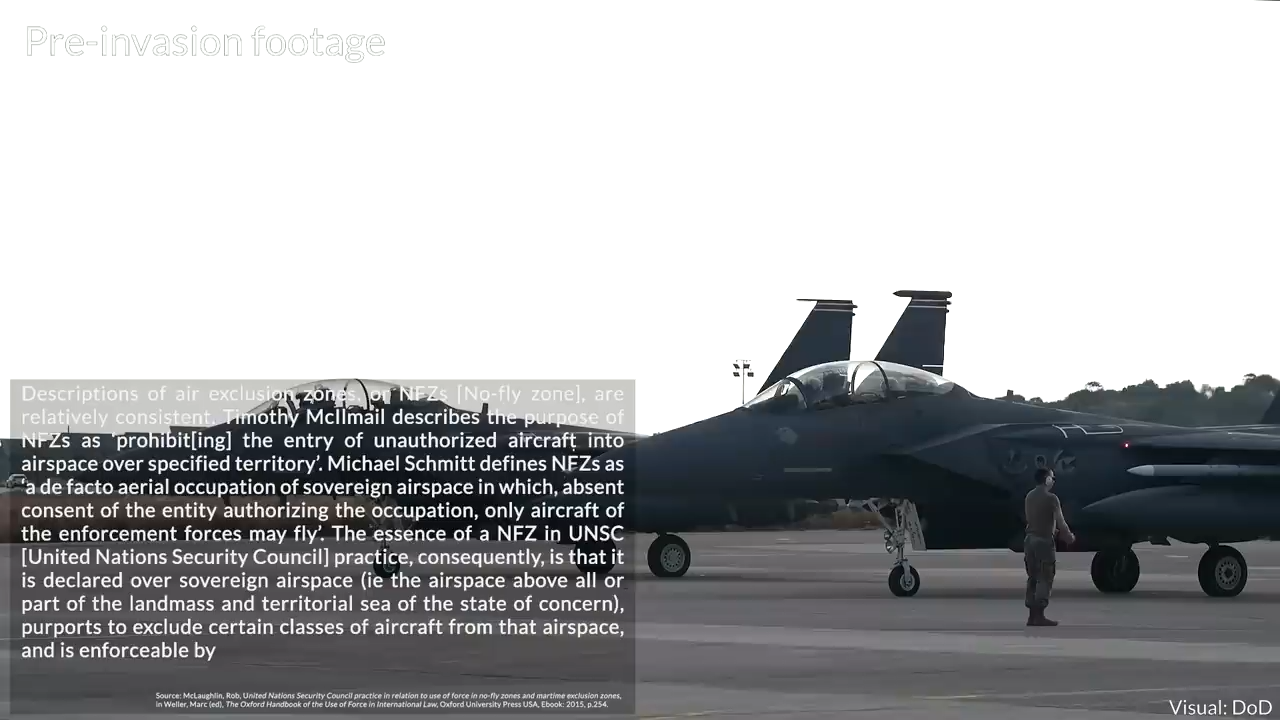 Pre-invasion footage
Descriptions of air exclusion zones, or NFZs [No-fly zone], are
relatively consistent. Timothy McIlmail describes the purpose of
NFZs as 'prohibit[ing] the entry of unauthorized aircraft into
airspace over specified territory'. Michael Schmitt defines NFZs as
'a de facto aerial occupation of sovereign airspace in which, absent
consent of the entity authorizing the occupation, only aircraft of
the enforcement forces may fly'. The essence of a NFZ in UNSC
[United Nations Security Council] practice, consequently, is that it
is declared over sovereign airspace (ie the airspace above all or
part of the landmass and territorial sea of the state of concern),
purports to exclude certain classes of aircraft from that airspace,
and is enforceable by
Source: McLaughlin, Rob, United Nations Security Council practice in relation to use of force in no-fly zones and martime exclusion zones,
in Weller, Marc (ed), The Oxford Handbook of the Use of Force in International Law, Oxford University Press USA, Ebook: 2015, p.254.
Visual: DoD